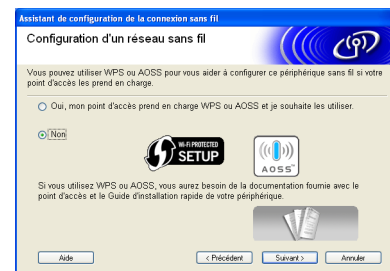 Assistant de configuration de la connexion sans fil
Configuration d'un réseau sans fil
Vous pouvez utiliser WPS ou AOSS pour vous aider à configurer ce périphérique sans fil si votre
point d'accès les prend en charge.
Oui, mon point d'accès prend en charge WPS ou AOSS et je souhaite les utiliser.
Non
Wi-Fi PROTECTED
SETUP
AOSS™
Si vous utilisez WPS ou AOSS, vous aurez besoin de la documentation fournie avec le
point d'accès et le Guide d'installation rapide de votre périphérique.
Aide
< Précédent
Suivant >
Annuler